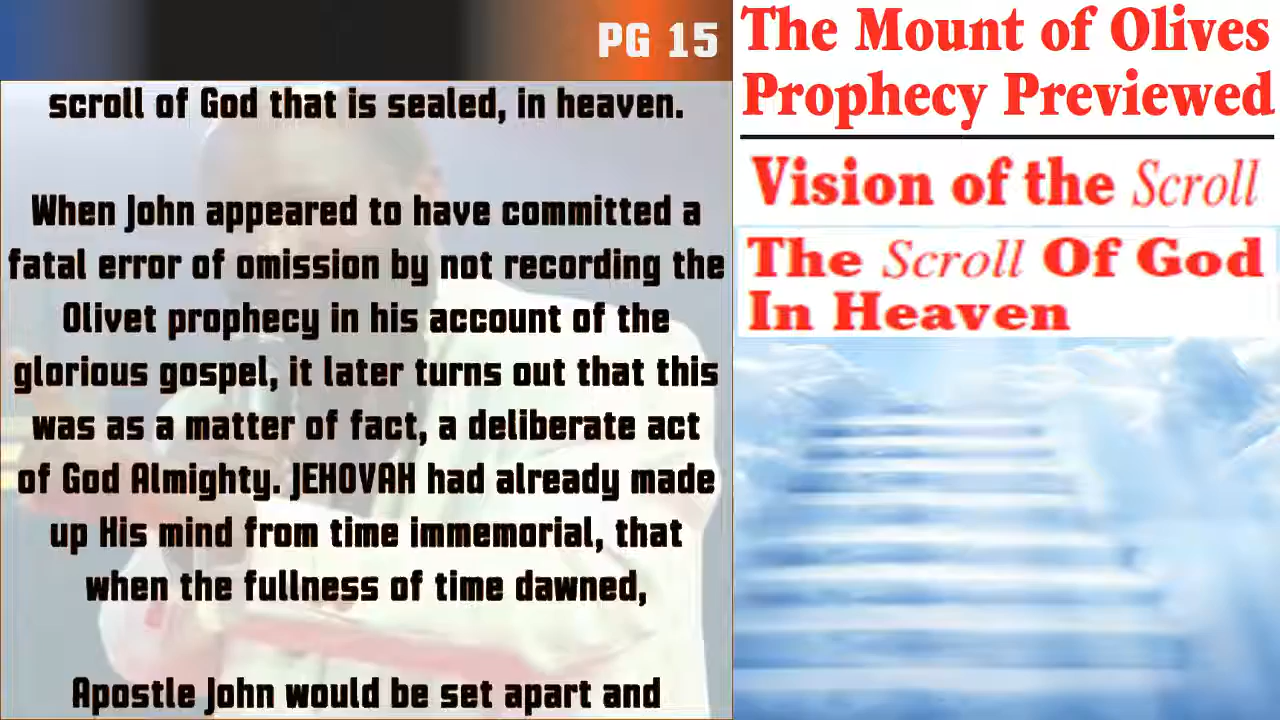 PG 15
scroll of God that is sealed, in heaven.
When John appeared to have committed a
fatal error of omission by not recording the
Olivet prophecy in his account of the
glorious gospel, it later turns out that this
was as a matter of fact, a deliberate act
of God Almighty. JEHOVAH had already made
up His mind from time immemorial, that
when the fullness of time dawned,
Apostle John would be set apart and
The Mount of Olives
Prophecy Previewed
Vision of the Scroll
The Scroll Of God
In Heaven